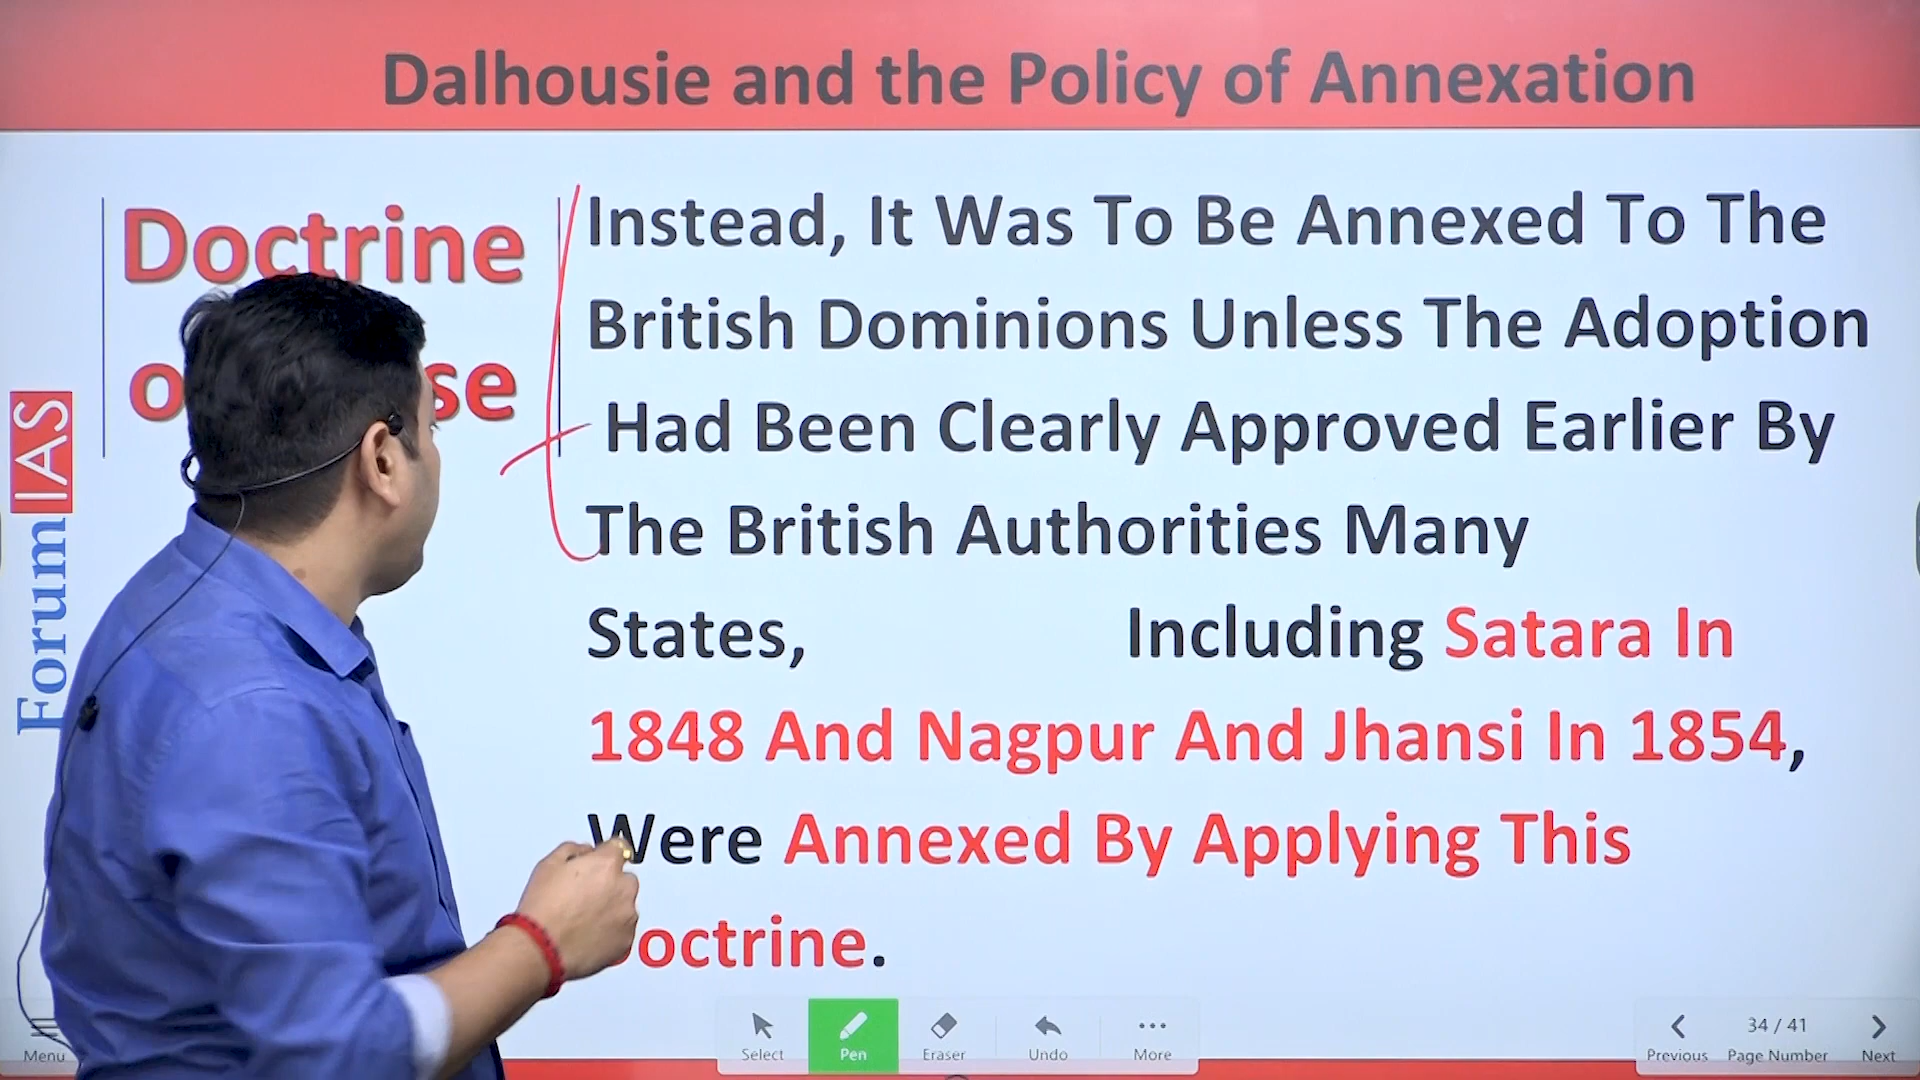 Dalhousie and the Policy of Annexation
Doctrine
Instead, It Was To Be Annexed To The
British Dominions Unless The Adoption
Had Been Clearly Approved Earlier By
The British Authorities Many
States, Including Satara In
1848 And Nagpur And Jhansi In 1854,
Were Annexed By Applying This
Doctrine.
ForumIAS
Menu
Select
Pen
Eraser
Undo
More
34 / 41
Previous
Page Number
Next